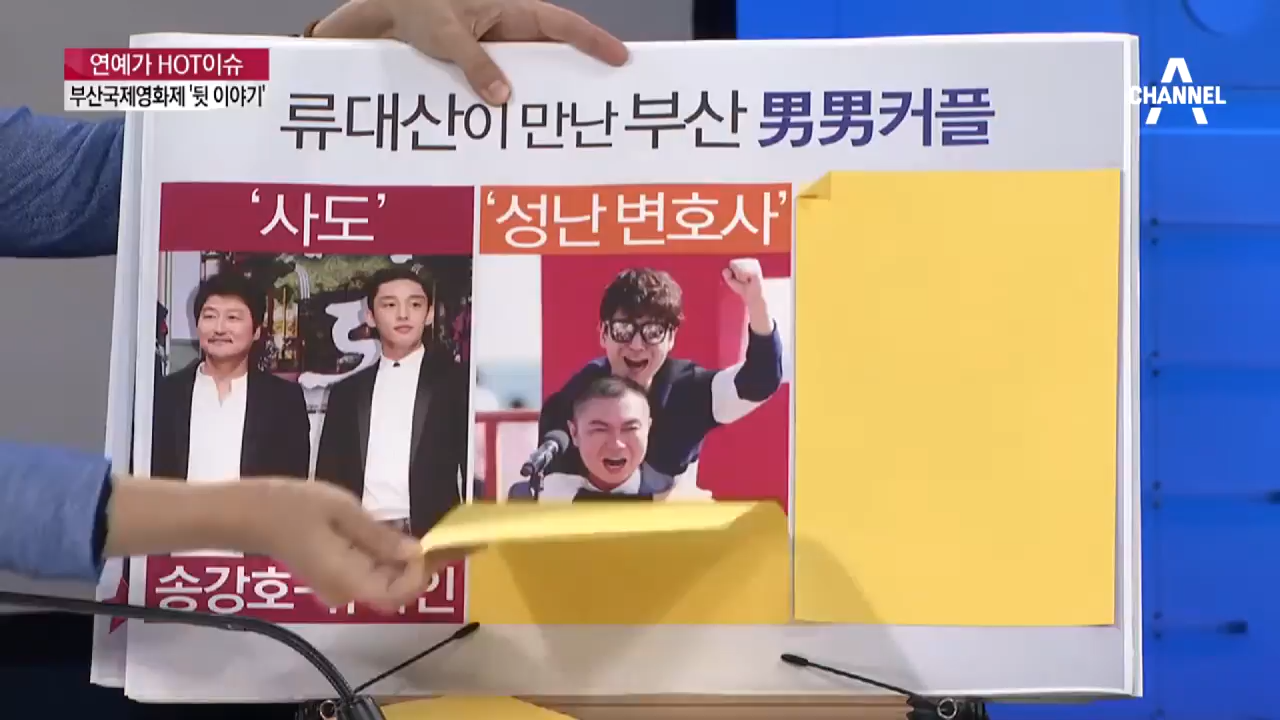 연예가 HOT이슈
부산국제영화제 '뒷 이야기'
CHANNEL A
류대산이 만난 부산 男男커플
'사도'
'성난 변호사'
송강호-
인